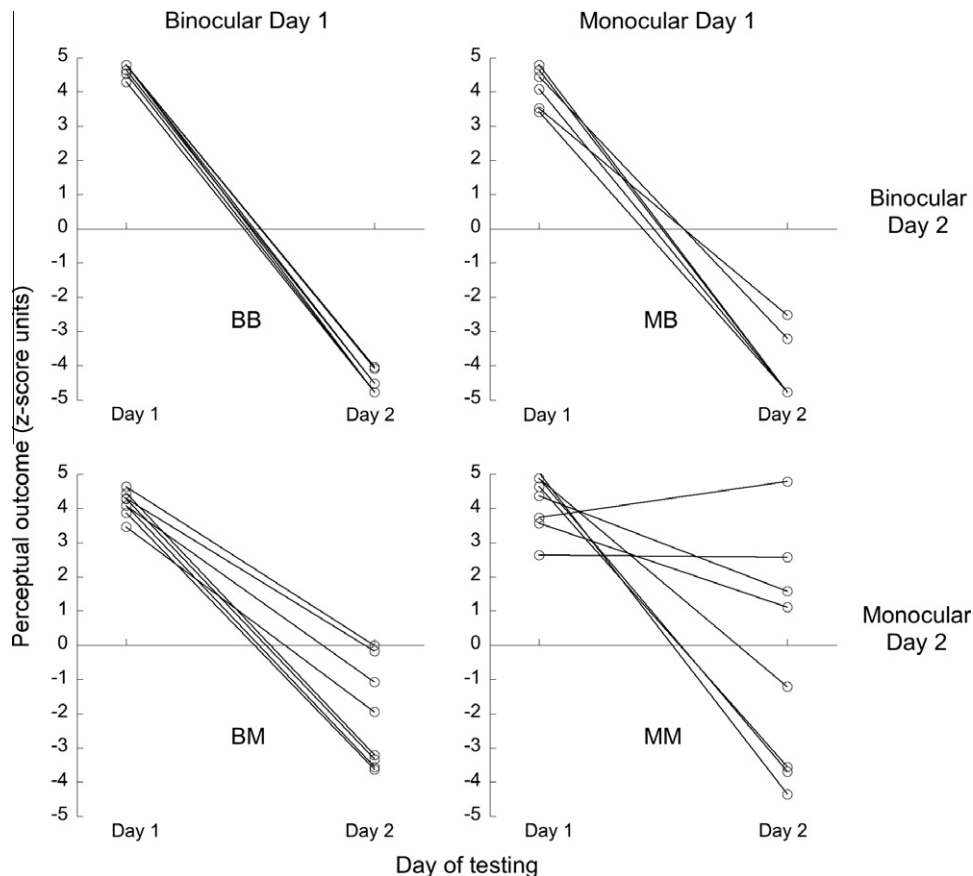 Binocular Day 1
Monocular Day 1
5
4
3
2
1
0
-1
-2
-3
-4
-5
BB
Day 1
Day 2
5
4
3
2
1
0
-1
-2
-3
-4
-5
MB
Day 1
Day 2
Binocular
Day 2
Perceptual outcome (z-score units)
5
4
3
2
1
0
-1
-2
-3
-4
-5
BM
Day 1
Day 2
5
4
3
2
1
0
-1
-2
-3
-4
-5
MM
Day 1
Day 2
Monocular
Day 2
Day of testing